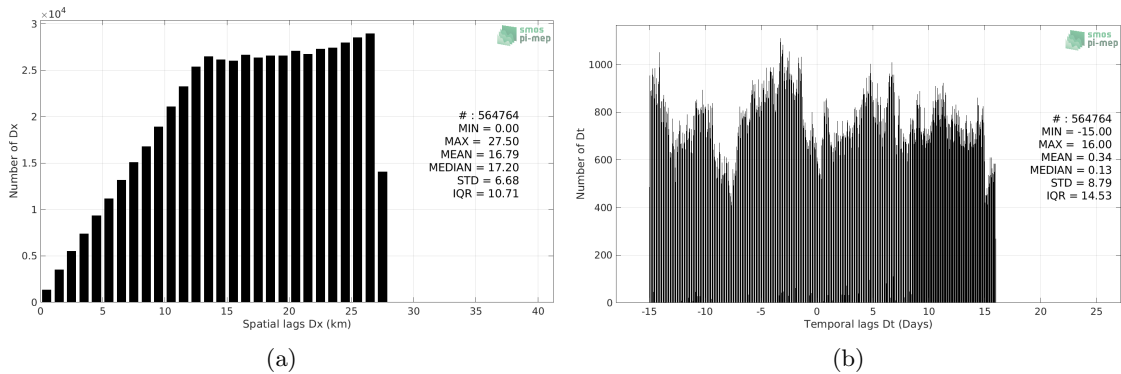 ×10⁴
3
2.5
2
1.5
1
0.5
0
Number of Dx
smos
pi-mep
# : 564764
MIN = 0.00
MAX = 27.50
MEAN = 16.79
MEDIAN = 17.20
STD = 6.68
IQR = 10.71
0 5 10 15 20 25 30 35 40
Spatial lags Dx (km)
(a)
1000
800
600
400
200
0
Number of Dt
smos
pi-mep
# : 564764
MIN = -15.00
MAX = 16.00
MEAN = 0.34
MEDIAN = 0.13
STD = 8.79
IQR = 14.53
-15 -10 -5 0 5 10 15 20 25
Temporal lags Dt (Days)
(b)